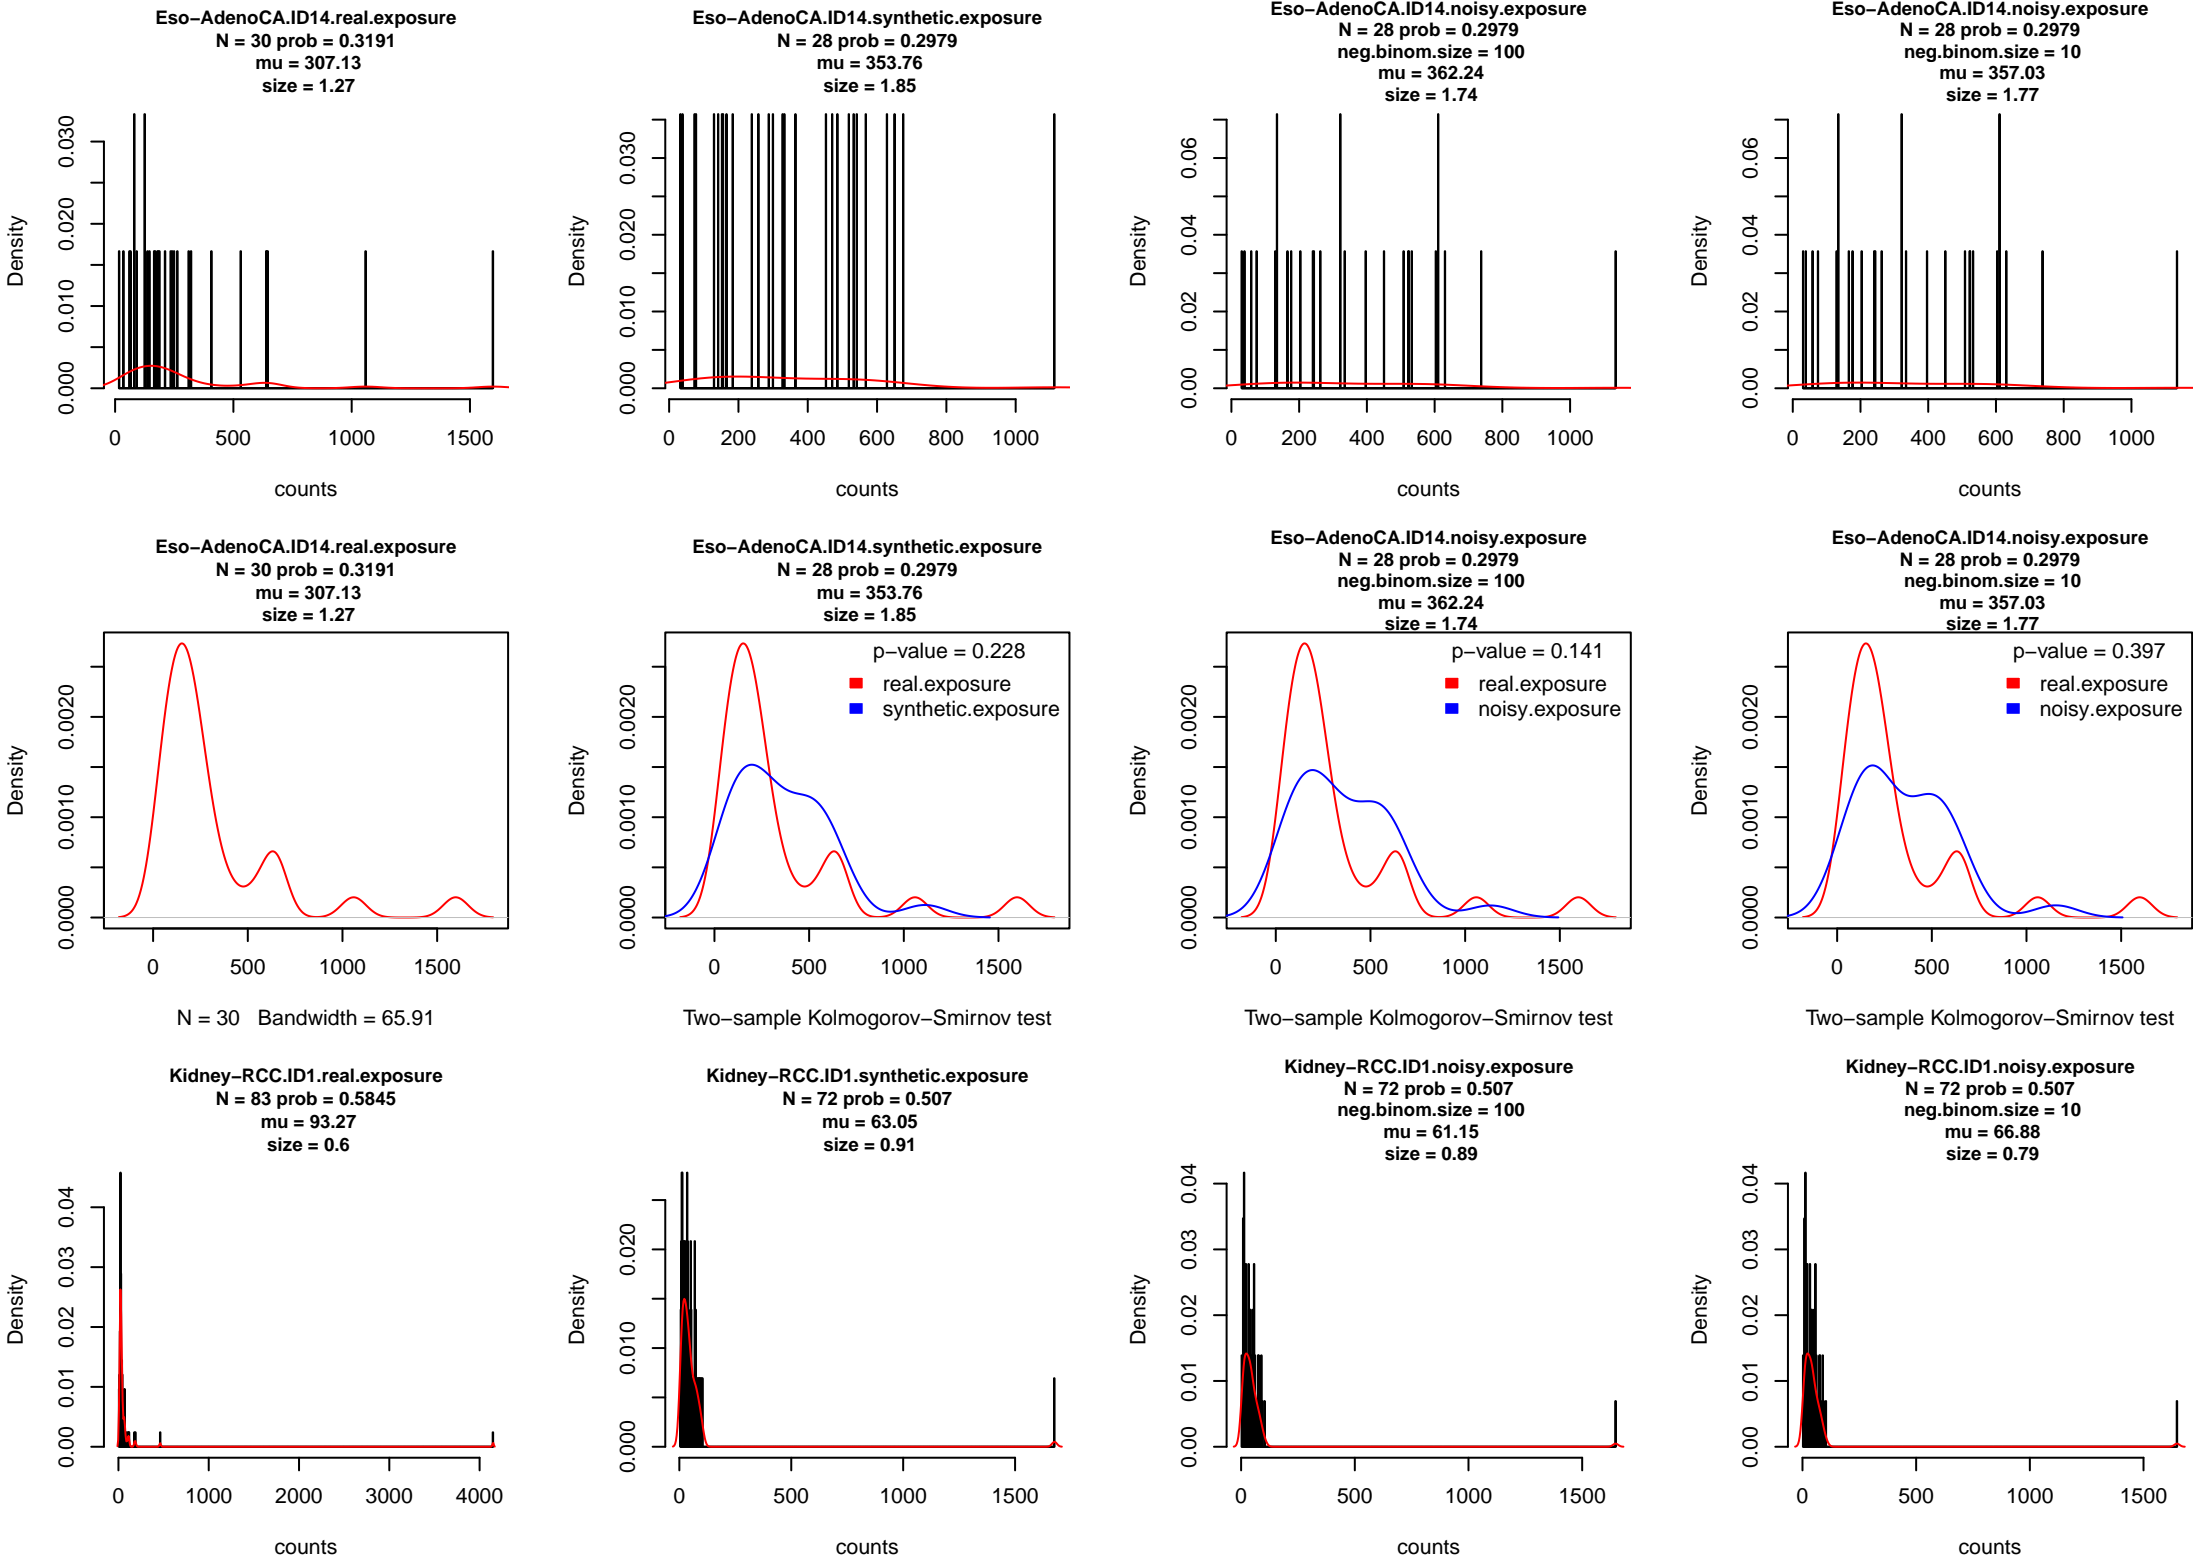 Eso−AdenoCA.ID14.real.exposure
N = 30 prob = 0.3191
mu = 307.13
size = 1.27
Density
0.000 0.010 0.020 0.030
0 500 1000 1500
counts
Eso−AdenoCA.ID14.synthetic.exposure
N = 28 prob = 0.2979
mu = 353.76
size = 1.85
Density
0.000 0.010 0.020 0.030
0 200 400 600 800 1000
counts
Eso−AdenoCA.ID14.noisy.exposure
N = 28 prob = 0.2979
neg.binom.size = 100
mu = 362.24
size = 1.74
Density
0.00 0.02 0.04 0.06
0 200 400 600 800 1000
counts
Eso−AdenoCA.ID14.noisy.exposure
N = 28 prob = 0.2979
neg.binom.size = 10
mu = 357.03
size = 1.77
Density
0.00 0.02 0.04 0.06
0 200 400 600 800 1000
counts
Eso−AdenoCA.ID14.real.exposure
N = 30 prob = 0.3191
mu = 307.13
size = 1.27
Density
0.0000 0.0010 0.0020
0 500 1000 1500
N = 30 Bandwidth = 65.91
Eso−AdenoCA.ID14.synthetic.exposure
N = 28 prob = 0.2979
mu = 353.76
size = 1.85
p−value = 0.228
real.exposure
synthetic.exposure
Density
0.0000 0.0010 0.0020
0 500 1000 1500
Two−sample Kolmogorov−Smirnov test
Eso−AdenoCA.ID14.noisy.exposure
N = 28 prob = 0.2979
neg.binom.size = 100
mu = 362.24
size = 1.74
p−value = 0.141
real.exposure
noisy.exposure
Density
0.0000 0.0010 0.0020
0 500 1000 1500
Two−sample Kolmogorov−Smirnov test
Eso−AdenoCA.ID14.noisy.exposure
N = 28 prob = 0.2979
neg.binom.size = 10
mu = 357.03
size = 1.77
p−value = 0.397
real.exposure
noisy.exposure
Density
0.0000 0.0010 0.0020
0 500 1000 1500
Two−sample Kolmogorov−Smirnov test
Kidney−RCC.ID1.real.exposure
N = 83 prob = 0.5845
mu = 93.27
size = 0.6
Density
0.00 0.01 0.02 0.03 0.04
0 1000 2000 3000 4000
counts
Kidney−RCC.ID1.synthetic.exposure
N = 72 prob = 0.507
mu = 63.05
size = 0.91
Density
0.000 0.010 0.020
0 500 1000 1500
counts
Kidney−RCC.ID1.noisy.exposure
N = 72 prob = 0.507
neg.binom.size = 100
mu = 61.15
size = 0.89
Density
0.00 0.01 0.02 0.03 0.04
0 500 1000 1500
counts
Kidney−RCC.ID1.noisy.exposure
N = 72 prob = 0.507
neg.binom.size = 10
mu = 66.88
size = 0.79
Density
0.00 0.01 0.02 0.03 0.04
0 500 1000 1500
counts